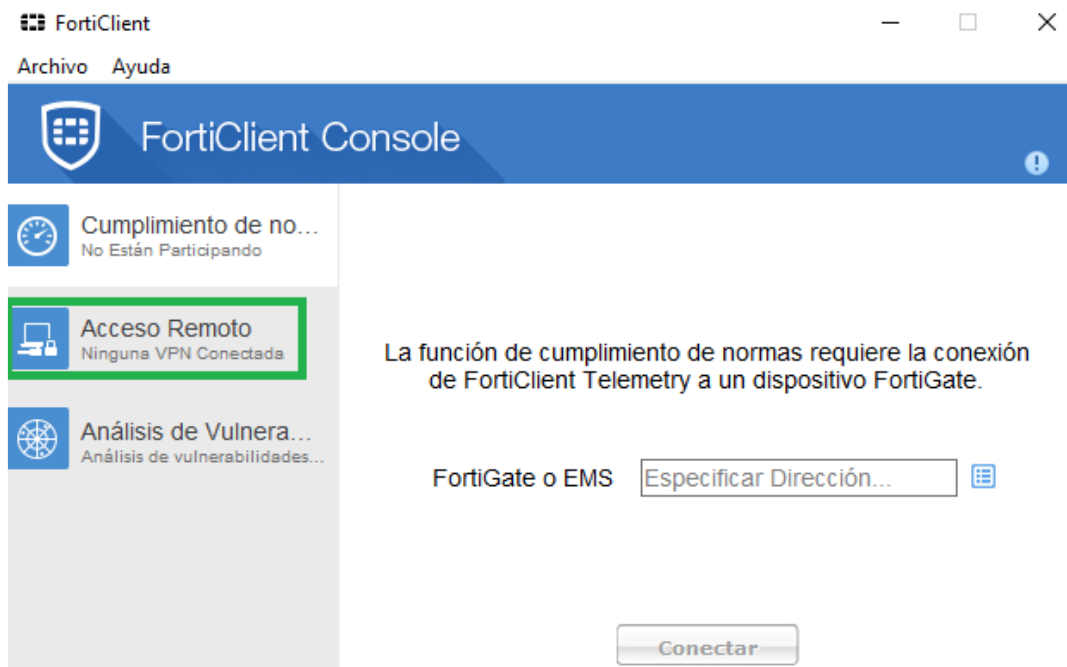 FortiClient
Archivo Ayuda
FortiClient Console
Cumplimiento de no...
No Están Participando
Acceso Remoto
Ninguna VPN Conectada
Análisis de Vulnera...
Análisis de vulnerabilidades...
La función de cumplimiento de normas requiere la conexión
de FortiClient Telemetry a un dispositivo FortiGate.
FortiGate o EMS Especificar Dirección...
Conectar